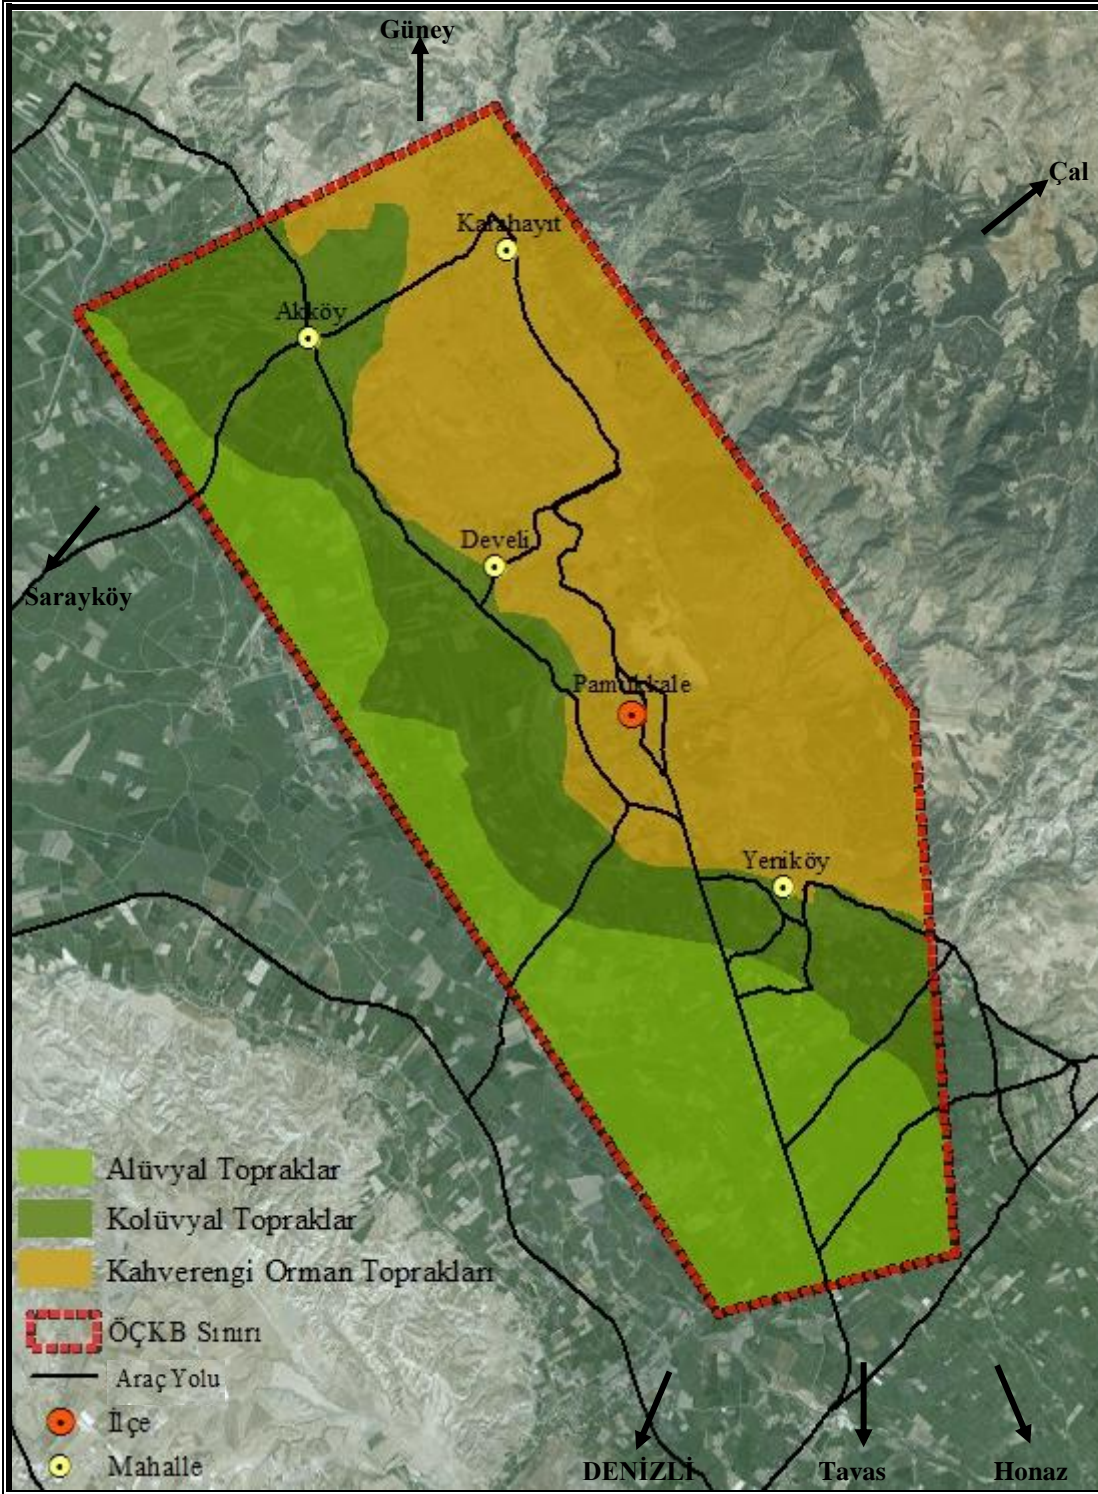 Güney
Çal
Karahayıt
Akköy
Develi
Sarayköy
Pamukkale
Yeniköy
Alüvyal Topraklar
Kolüvyal Topraklar
Kahverengi Orman Toprakları
ÖÇKB Sınırı
Araç Yolu
İlçe
Mahalle
DENİZLİ
Tavas
Honaz